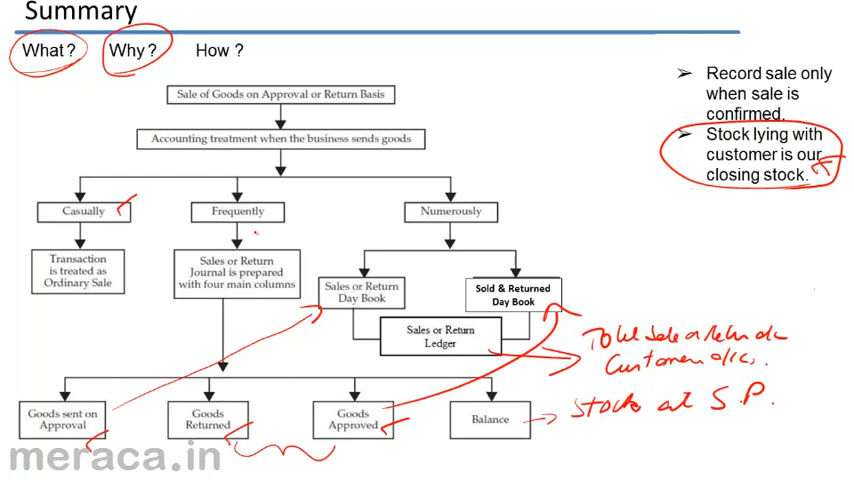 Summary
What?
Why?
How ?
Sale of Goods on Approval or Return Basis
Accounting treatment when the business sends goods
Casually
Frequently
Numerously
Transaction
is treated as
Ordinary Sale
Sales or Return
Journal is prepared
with four main columns
Sales or Return
Day Book
Sold & Returned
Day Book
Sales or Return
Ledger
Goods sent on
Approval
Goods
Returned
Goods
Approved
Balance
➢ Record sale only
when sale is
confirmed.
➢ Stock lying with
customer is our
closing stock.
Sale or return a/c
Customer a/cs.
Stock at S.P.
meraca.in